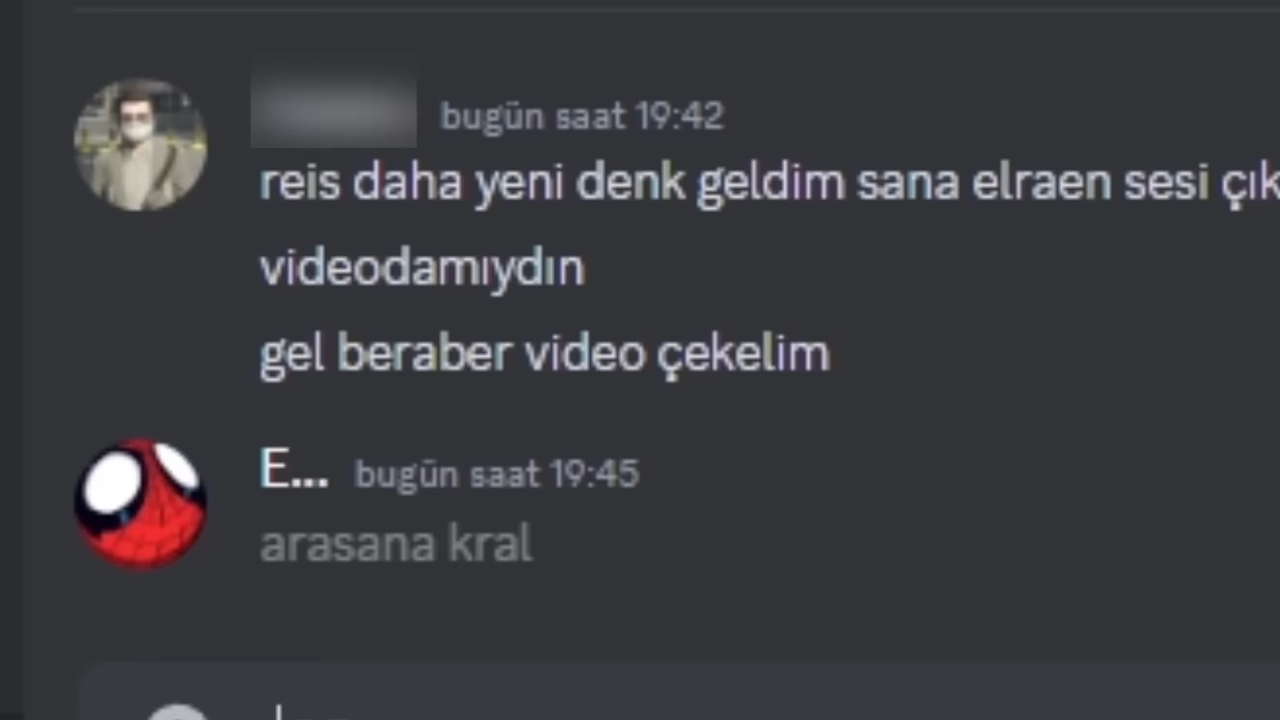 bugün saat 19:42
reis daha yeni denk geldim sana elraen sesi çık
videodamıydın
gel beraber video çekelim
E... bugün saat 19:45
arasana kral